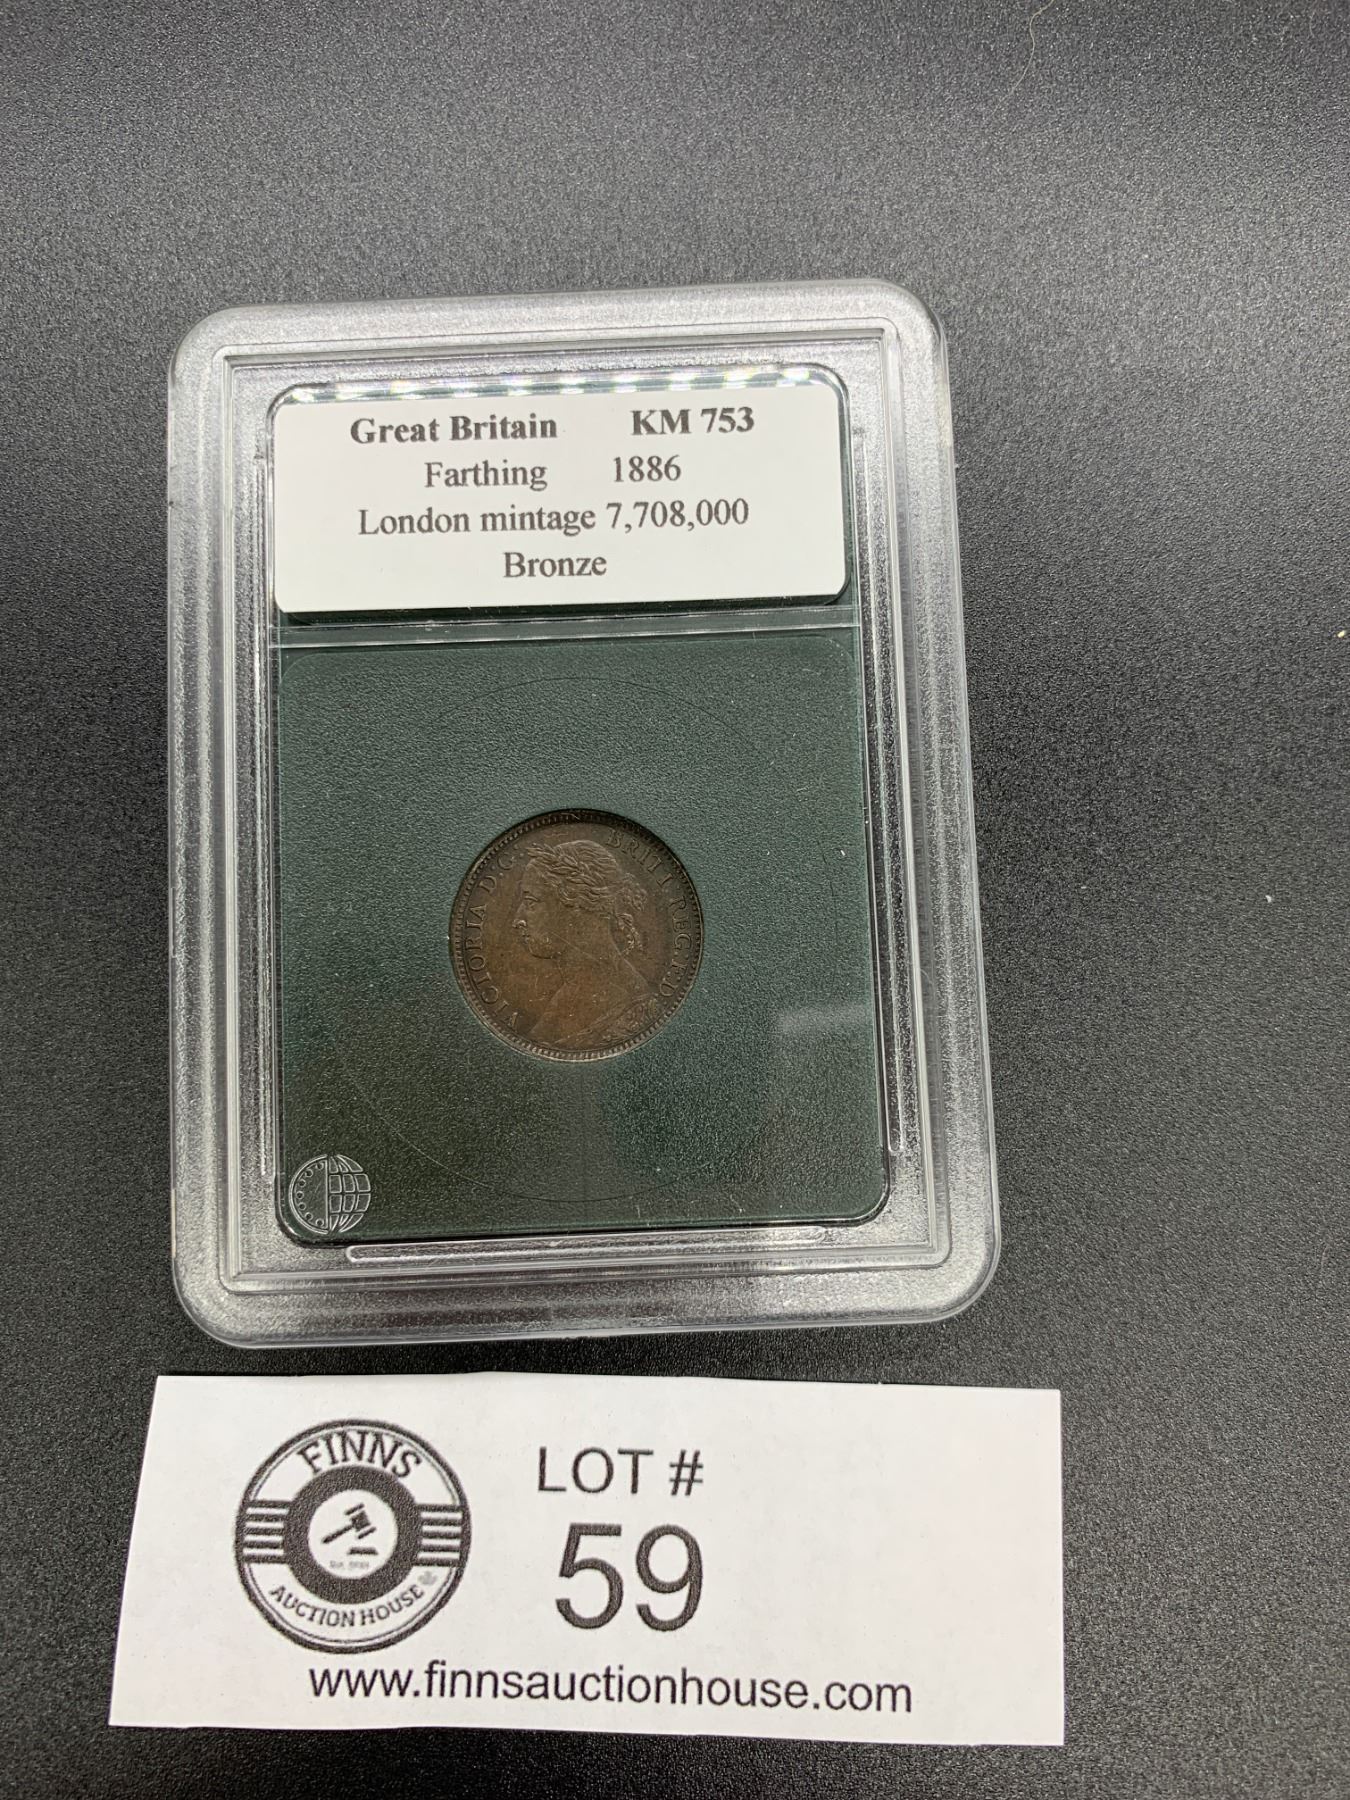 Great Britain KM 753
Farthing 1886
London mintage 7,708,000
Bronze
VICTORIA D. G. BRITT REG. F. D.
FINNS
AUCTION HOUSE
LOT #
59
www.finnsauctionhouse.com